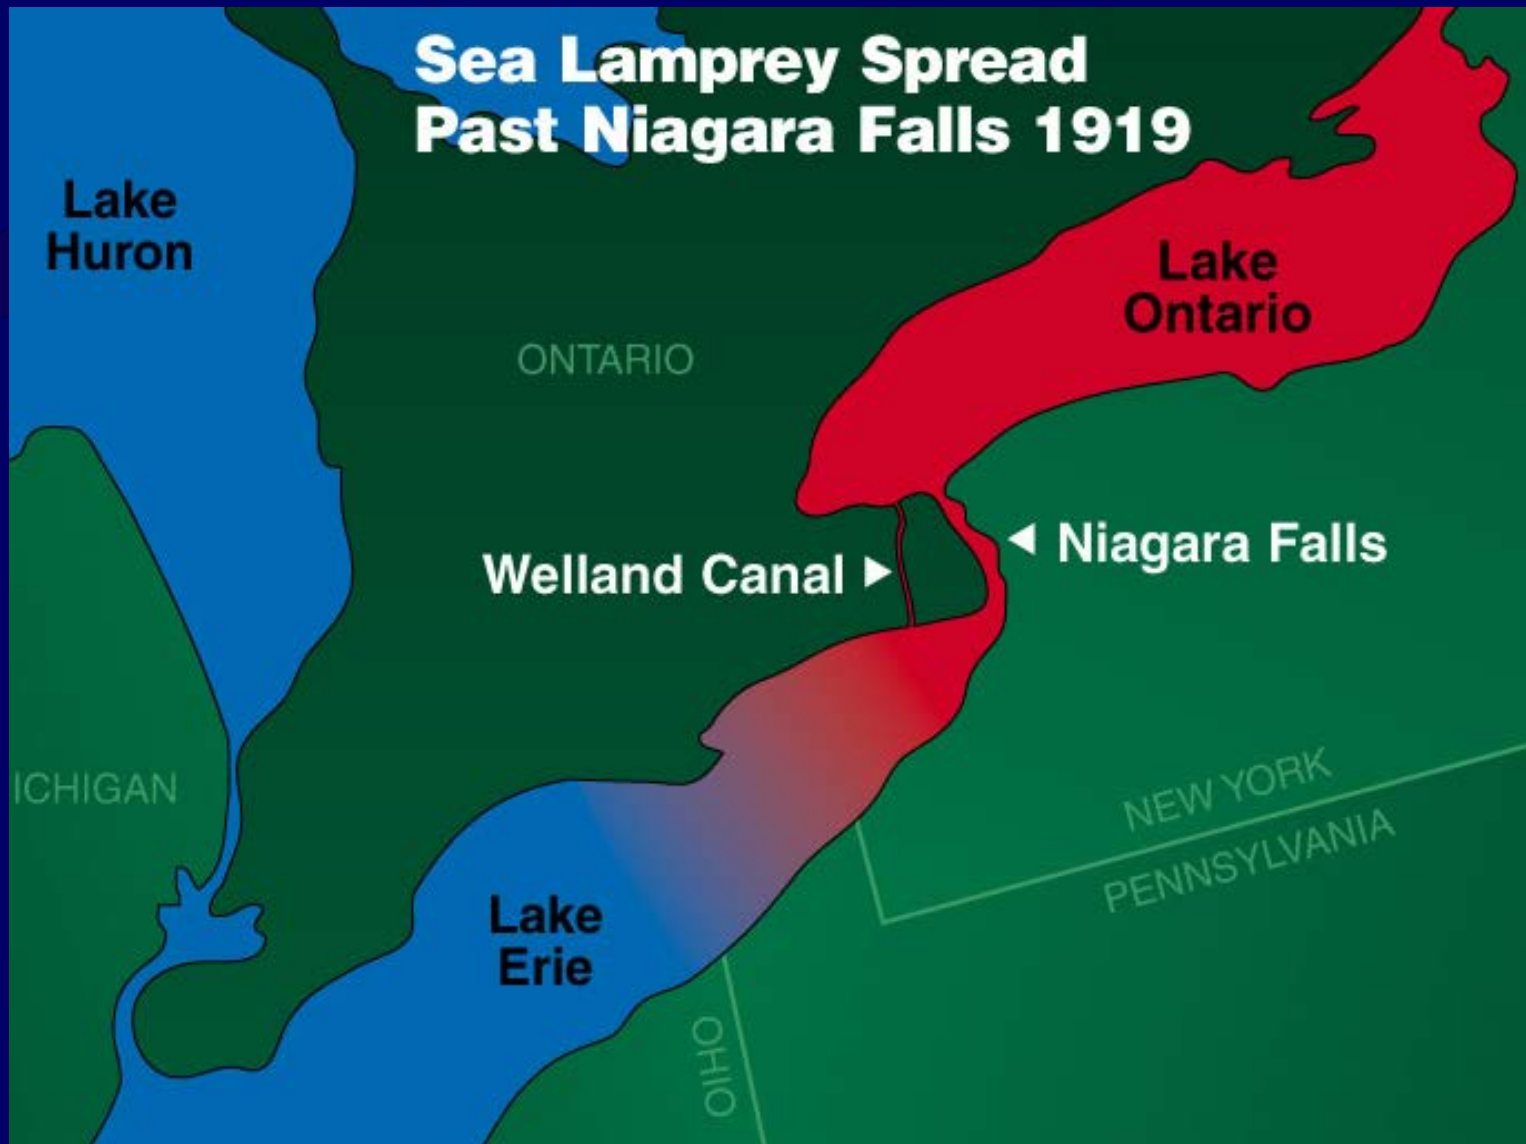 Sea Lamprey Spread
Past Niagara Falls 1919
Lake
Huron
Lake
Ontario
ONTARIO
Niagara Falls
Welland Canal
ICHIGAN
NEW YORK
PENNSYLVANIA
Lake
Erie
OHIO